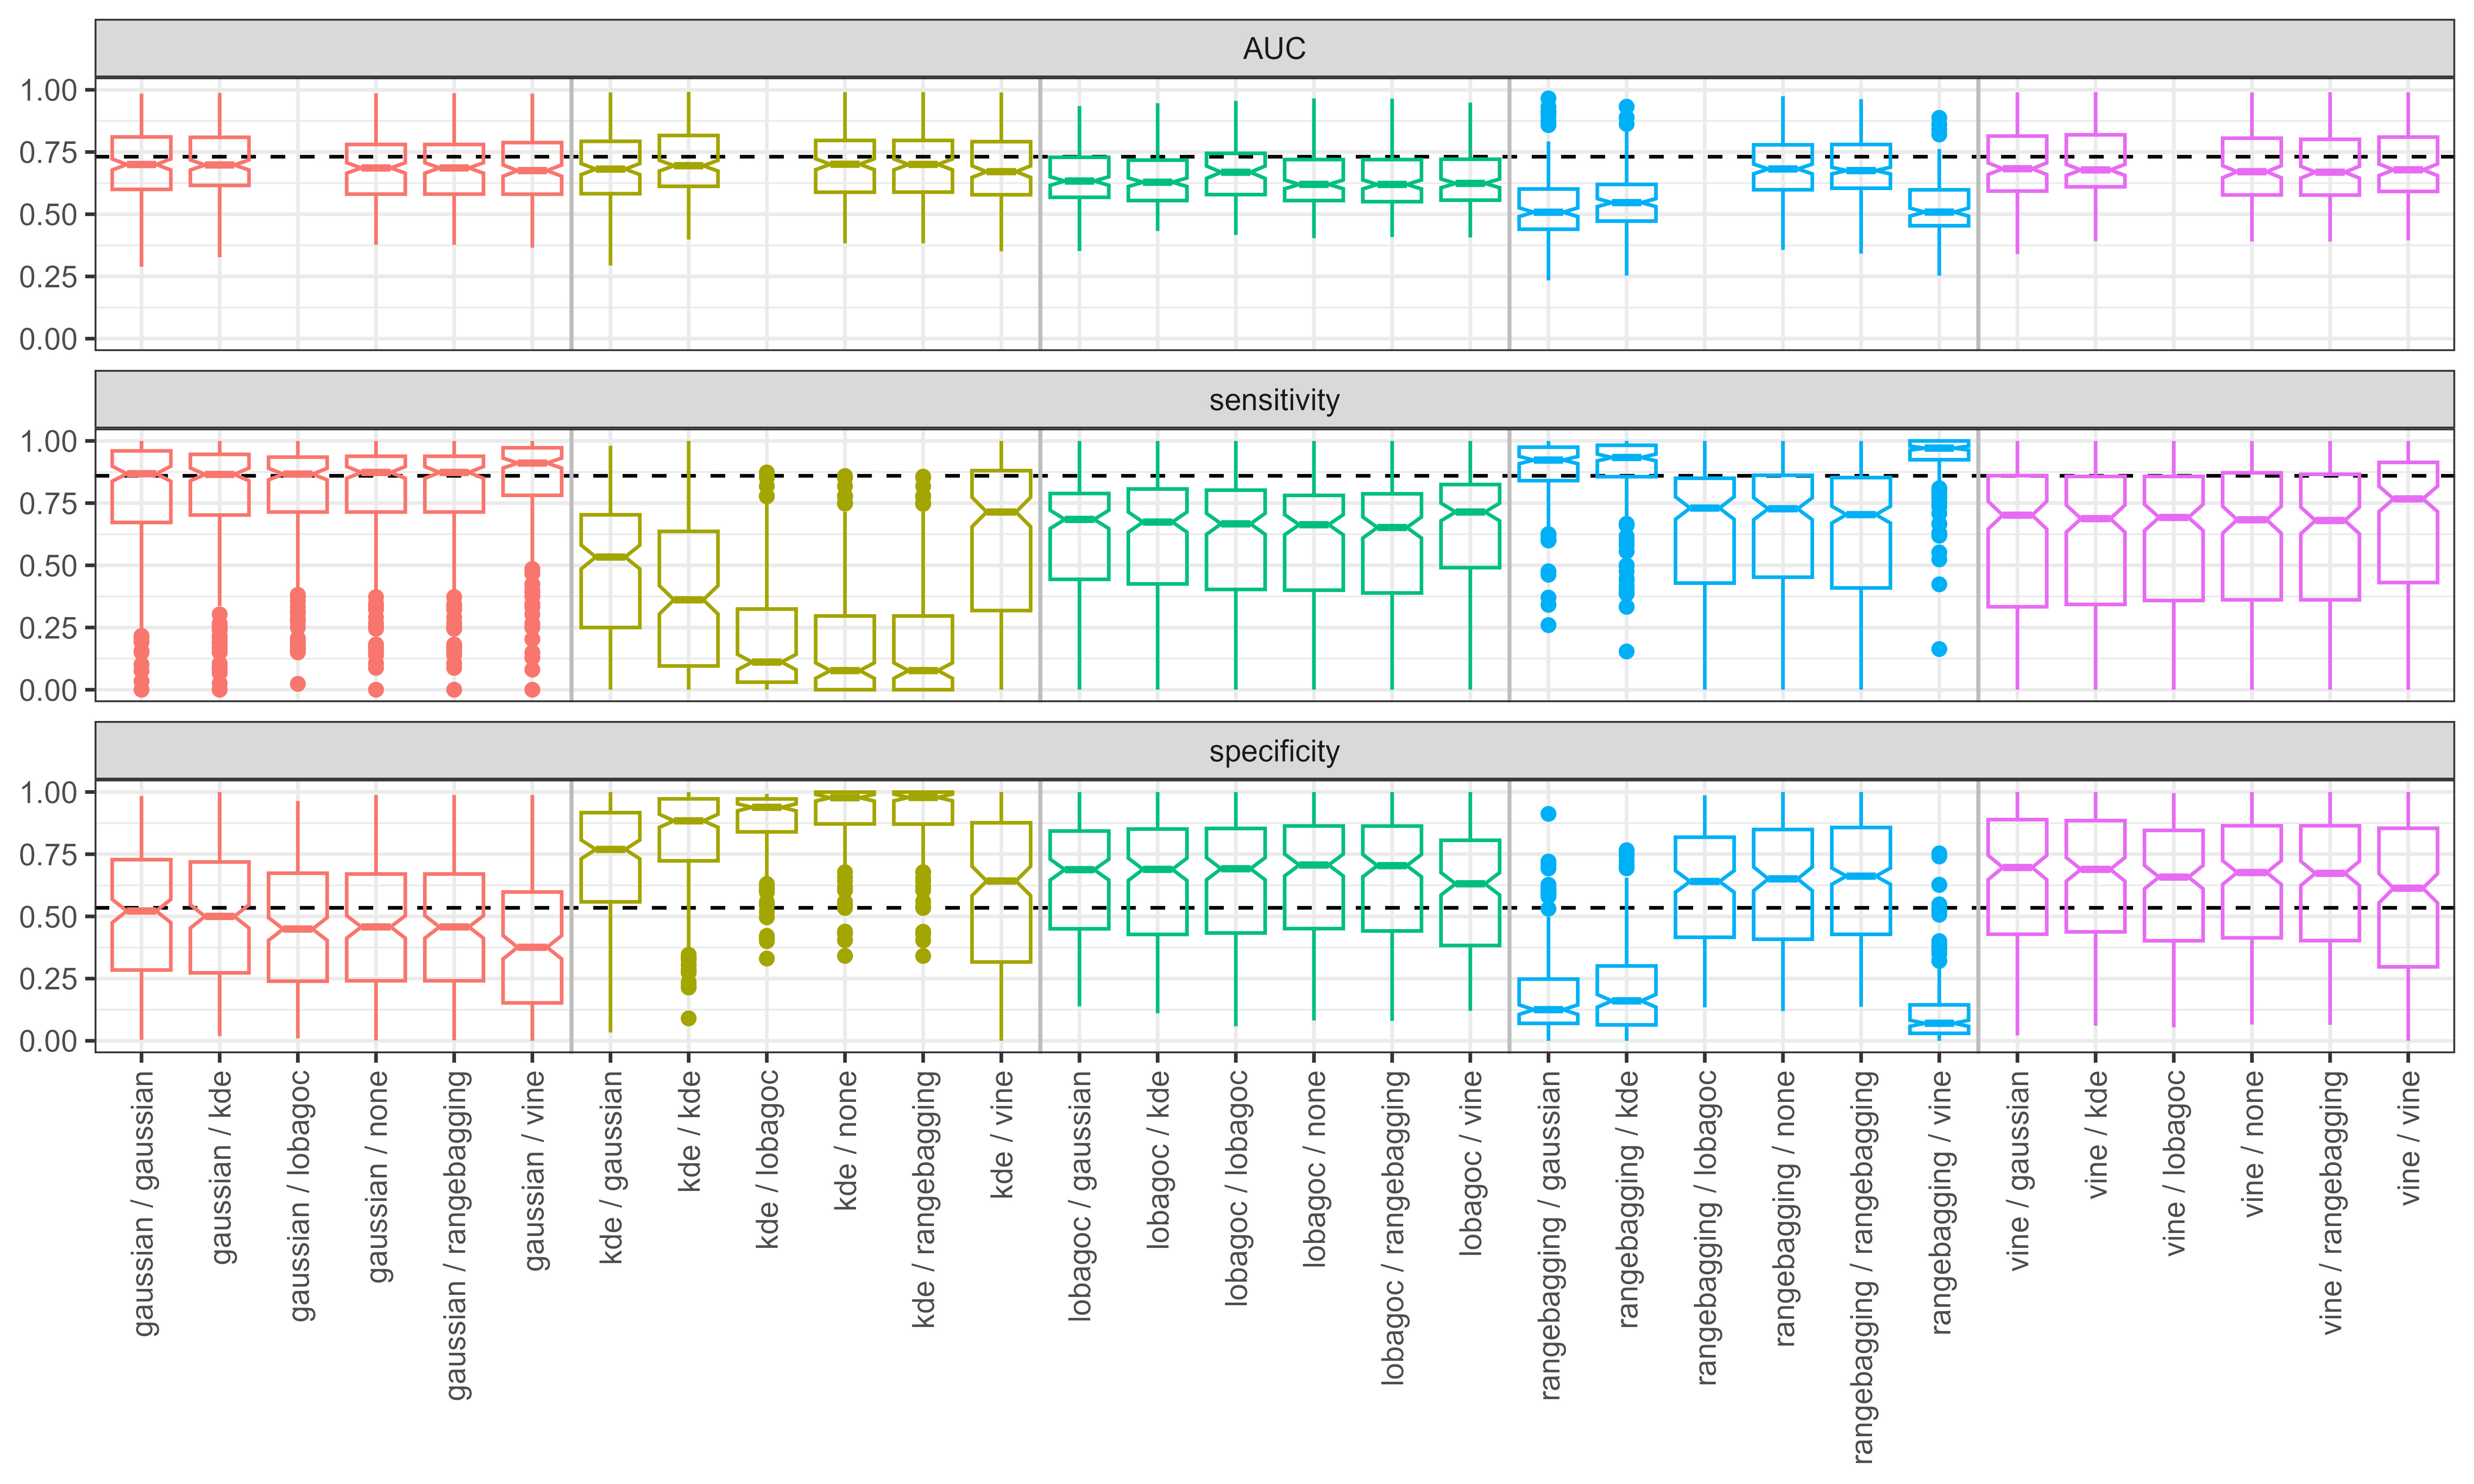 AUC
1.00
0.75
0.50
0.25
0.00
sensitivity
1.00
0.75
0.50
0.25
0.00
specificity
1.00
0.75
0.50
0.25
0.00
gaussian / gaussian
gaussian / kde
gaussian / lobagoc
gaussian / none
gaussian / rangebagging
gaussian / vine
kde / gaussian
kde / kde
kde / lobagoc
kde / none
kde / rangebagging
kde / vine
lobagoc / gaussian
lobagoc / kde
lobagoc / lobagoc
lobagoc / none
lobagoc / rangebagging
lobagoc / vine
rangebagging / gaussian
rangebagging / kde
rangebagging / lobagoc
rangebagging / none
rangebagging / rangebagging
rangebagging / vine
vine / gaussian
vine / kde
vine / lobagoc
vine / none
vine / rangebagging
vine / vine